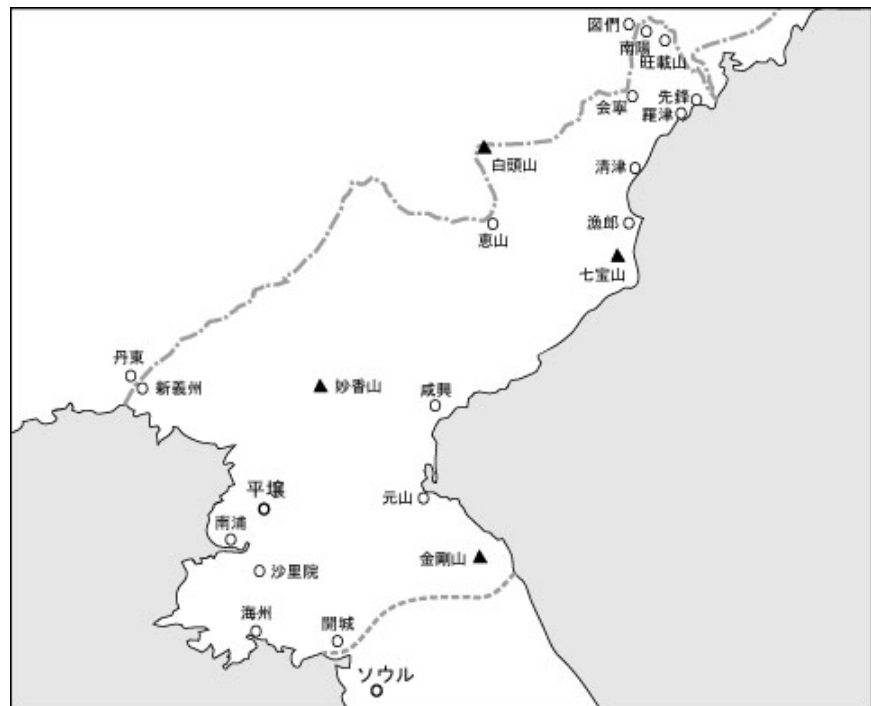 図們
南陽
旺載山
会寧
先鋒
羅津
白頭山
清津
恵山
漁郎
七宝山
丹東
新義州
妙香山
咸興
平壌
元山
南浦
金剛山
沙里院
海州
開城
ソウル